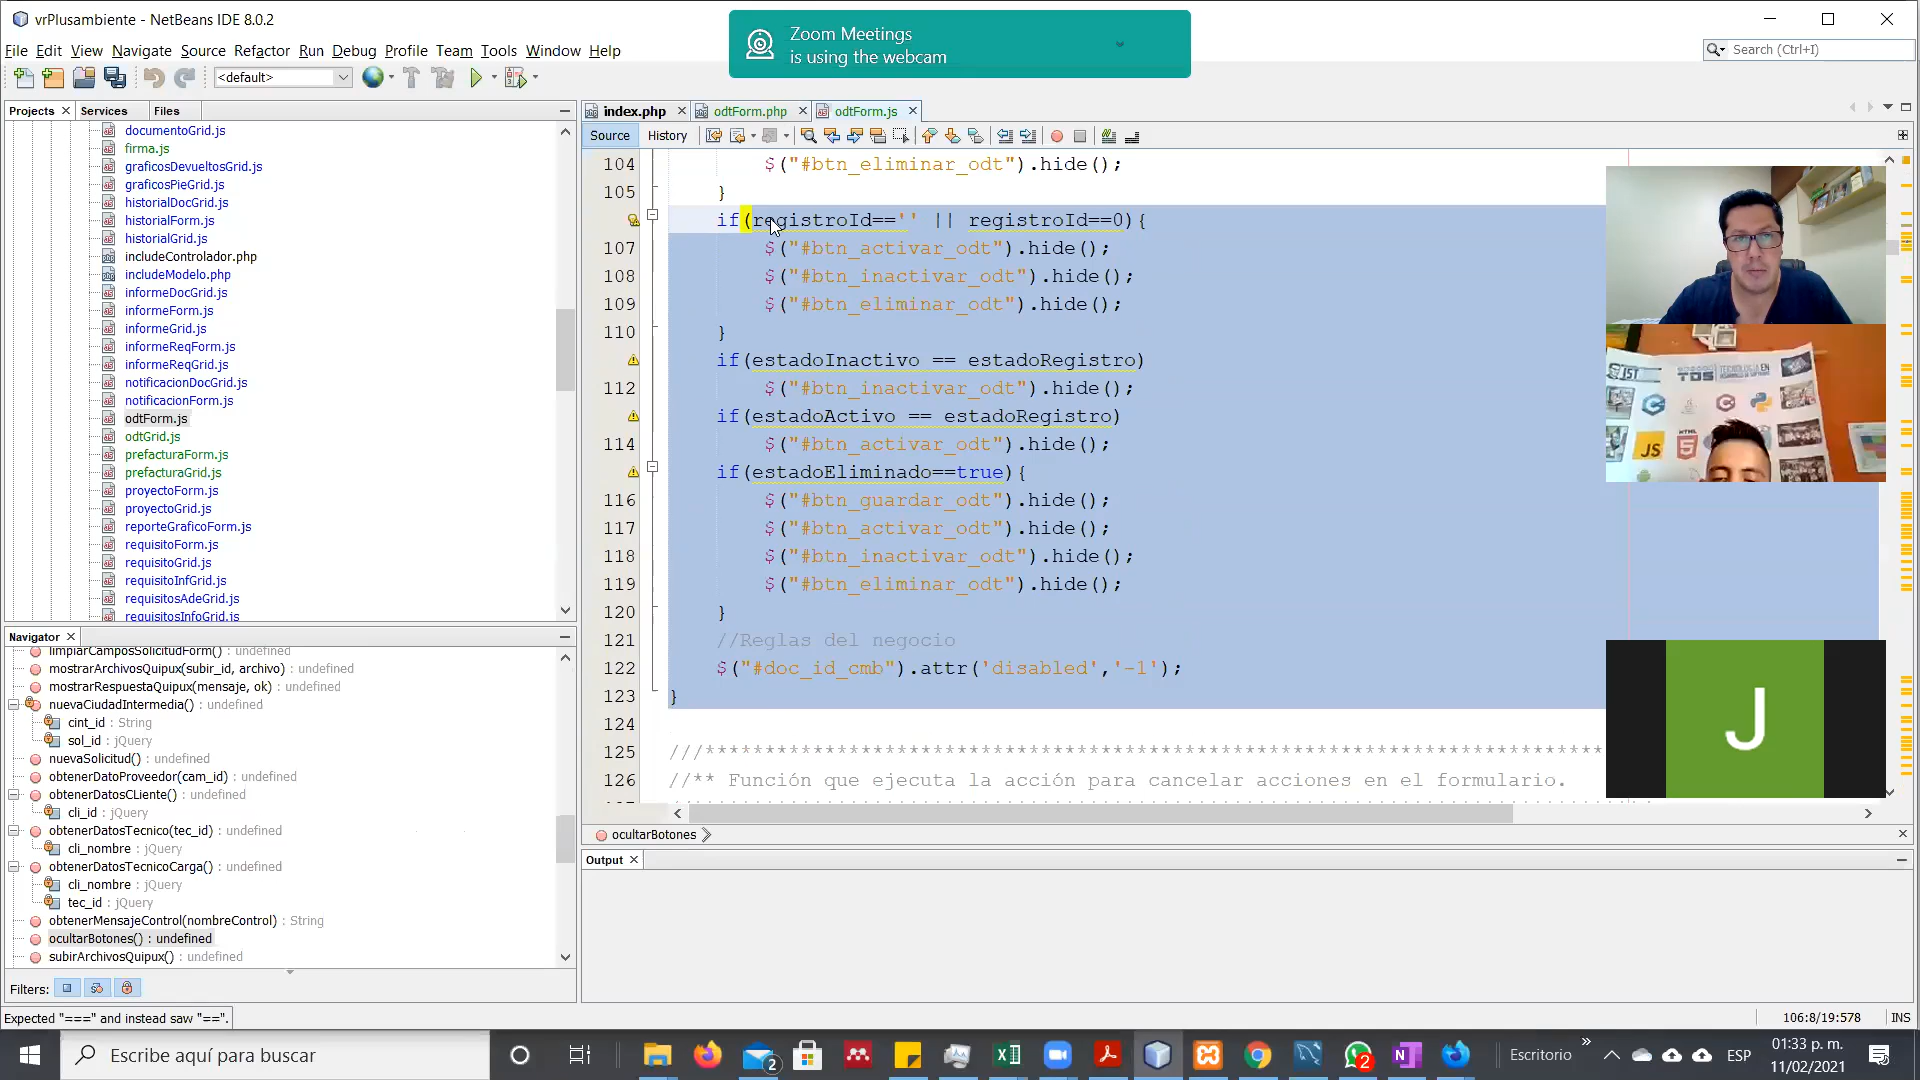 vrPlusambiente - NetBeans IDE 8.0.2
Zoom Meetings
is using the webcam
File Edit View Navigate Source Refactor Run Debug Profile Team Tools Window Help
Search (Ctrl+I)
<default>
Projects Services Files
index.php odtForm.php odtForm.js
Source History
documentoGrid.js
firma.js
graficosDevueltosGrid.js
graficosPieGrid.js
historialDocGrid.js
historialForm.js
historialGrid.js
includeControlador.php
includeModelo.php
informeDocGrid.js
informeForm.js
informeGrid.js
informeReqForm.js
informeReqGrid.js
notificacionDocGrid.js
notificacionForm.js
odtForm.js
odtGrid.js
prefacturaForm.js
prefacturaGrid.js
proyectoForm.js
proyectoGrid.js
reporteGraficoForm.js
requisitoForm.js
requisitoGrid.js
requisitoInfGrid.js
requisitosAdeGrid.js
requisitosInfoGrid.js
104 $("#btn_eliminar_odt").hide();
105 }
if(registroId=='' || registroId==0){
107 $("#btn_activar_odt").hide();
108 $("#btn_inactivar_odt").hide();
109 $("#btn_eliminar_odt").hide();
110 }
if(estadoInactivo == estadoRegistro)
112 $("#btn_inactivar_odt").hide();
if(estadoActivo == estadoRegistro)
114 $("#btn_activar_odt").hide();
if(estadoEliminado==true){
116 $("#btn_guardar_odt").hide();
117 $("#btn_activar_odt").hide();
118 $("#btn_inactivar_odt").hide();
119 $("#btn_eliminar_odt").hide();
120 }
121 //Reglas del negocio
122 $("#doc_id_cmb").attr('disabled','-1');
123 }
124
125 ///***************************************************************************
126 //** Función que ejecuta la acción para cancelar acciones en el formulario.
IST
TDS TECNOLOGÍA EN
JS
HTML
5
J
Navigator
limpiarCamposSolicitudForm() : undefined
mostrarArchivosQuipux(subir_id, archivo) : undefined
mostrarRespuestaQuipux(mensaje, ok) : undefined
nuevaCiudadIntermedia() : undefined
cint_id : String
sol_id : jQuery
nuevaSolicitud() : undefined
obtenerDatoProveedor(cam_id) : undefined
obtenerDatosCLiente() : undefined
cli_id : jQuery
obtenerDatosTecnico(tec_id) : undefined
cli_nombre : jQuery
obtenerDatosTecnicoCarga() : undefined
cli_nombre : jQuery
tec_id : jQuery
obtenerMensajeControl(nombreControl) : String
ocultarBotones() : undefined
subirArchivosQuipux() : undefined
Filters:
ocultarBotones
Output
Expected "===" and instead saw "==".
106:8/19:578 INS
Escribe aquí para buscar
2
2
Escritorio
ESP
01:33 p. m.
11/02/2021